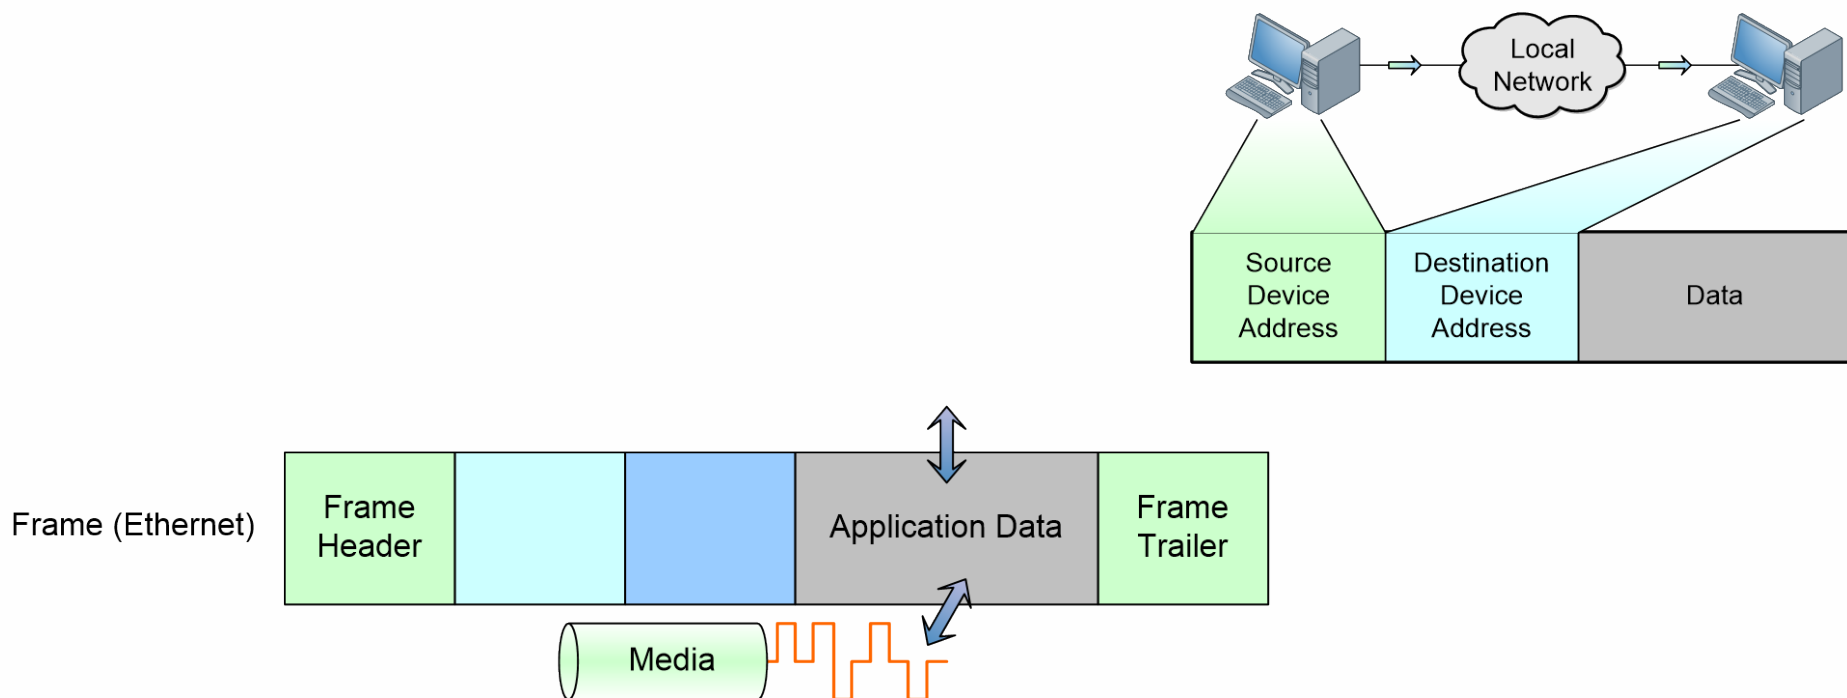 Local
Network
Source
Device
Address
Destination
Device
Address
Data
Frame (Ethernet)
Frame
Header
Application Data
Frame
Trailer
Media